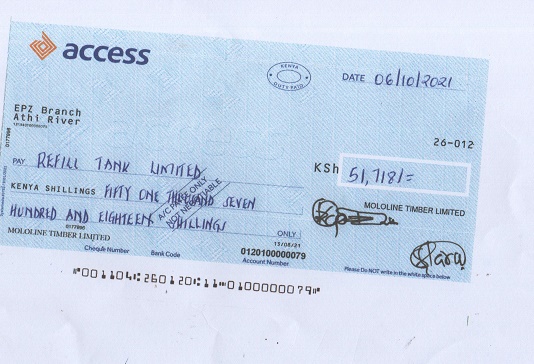 access
KENYA
DUTY PAID
DATE 06/10/2021
EPZ Branch
Athi River
26-012
PAY REFILL TANK LIMITED
KSh 51,718/=
KENYA SHILLINGS FIFTY ONE THOUSAND SEVEN
HUNDRED AND EIGHTEEN SHILLINGS ONLY
A/C PAYEE ONLY
NOT NEGOTIABLE
MOLOLINE TIMBER LIMITED
MOLOLINE TIMBER LIMITED
15/08/21
Cheque Number Bank Code 0120100000079
Account Number
Please Do NOT write in the white space below
"001104⑆260120⑆11⑈0100000079⑈